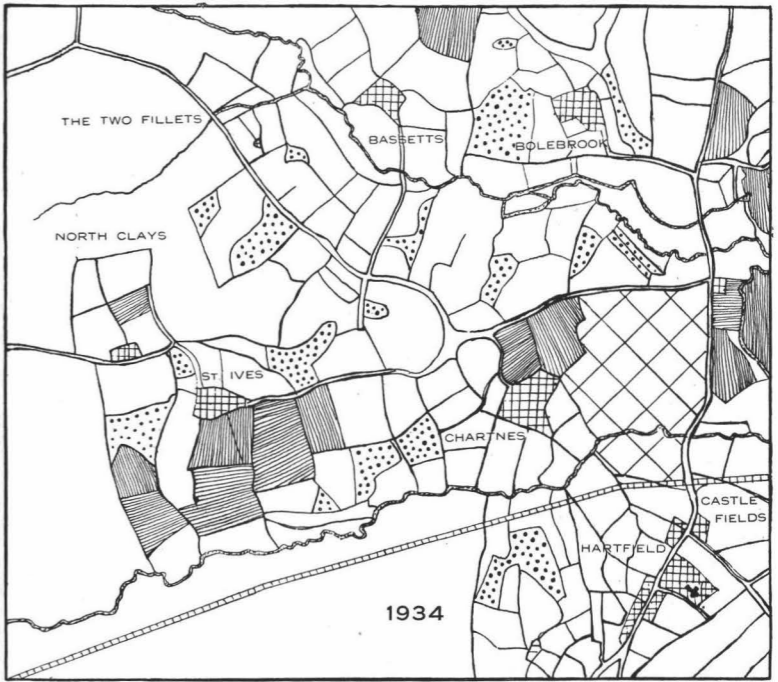 THE TWO FILLETS
BASSETTS
BOLEBROOK
NORTH CLAYS
ST. IVES
CHARTNES
CASTLE
FIELDS
HARTFIELD
1934